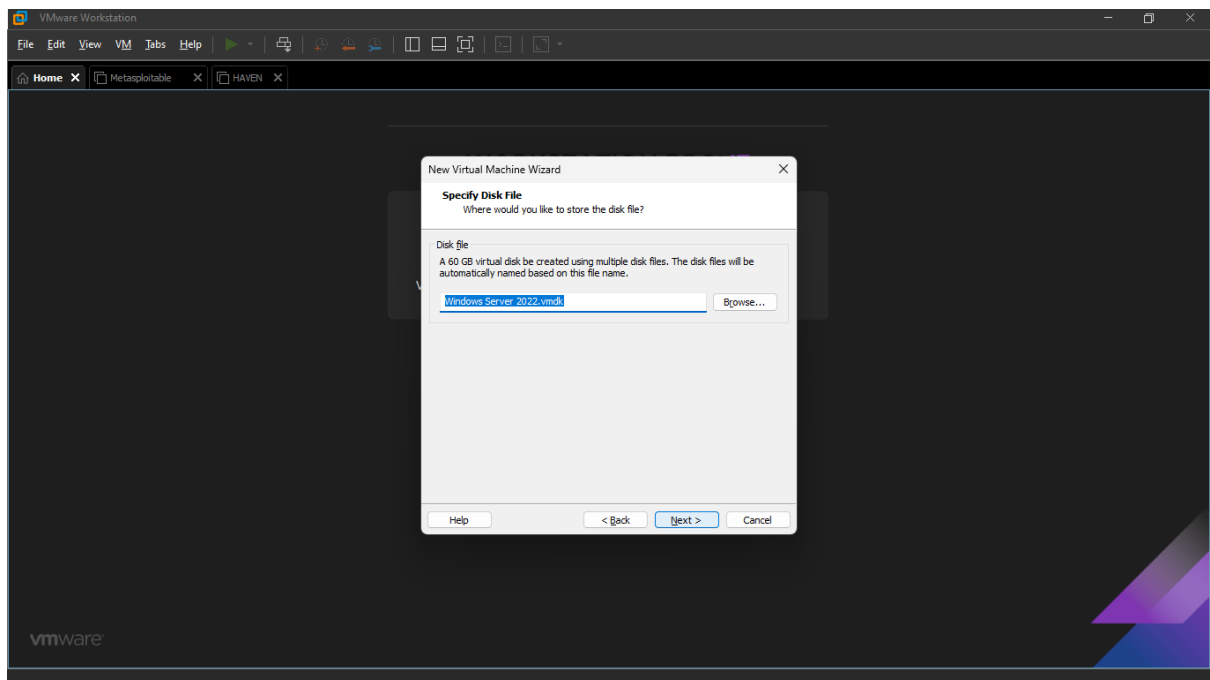 VMware Workstation
File Edit View VM Tabs Help
Home Metasploitable HAVEN
New Virtual Machine Wizard
Specify Disk File
Where would you like to store the disk file?
Disk file
A 60 GB virtual disk be created using multiple disk files. The disk files will be
automatically named based on this file name.
Windows Server 2022.vmdk Browse...
Help < Back Next > Cancel
vmware